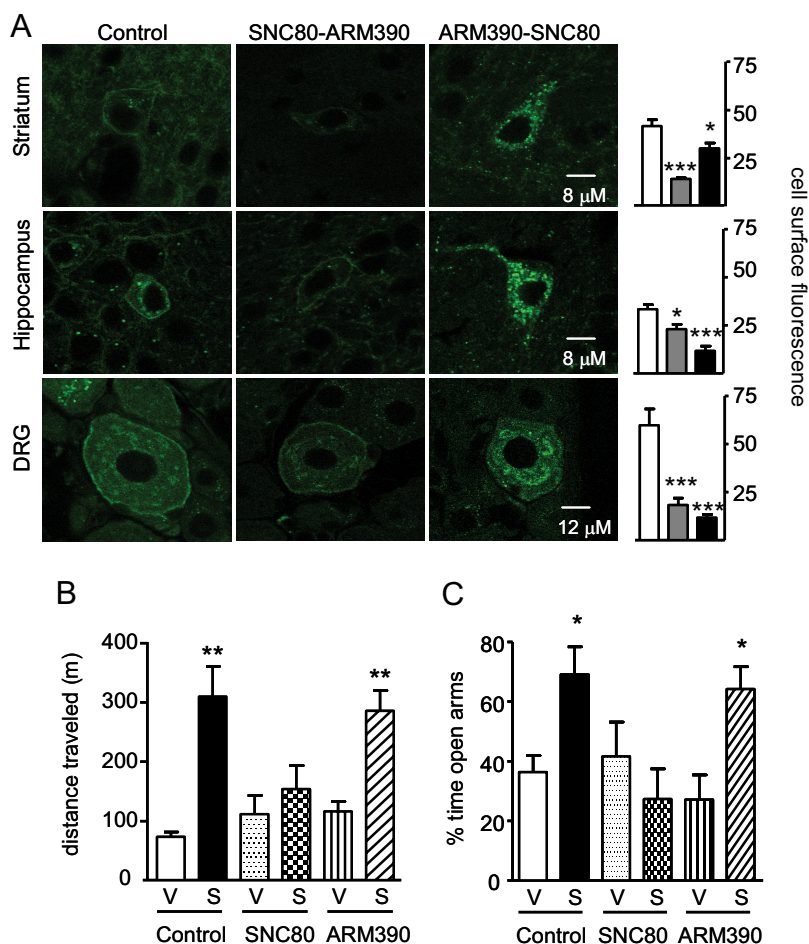 A
Control SNC80-ARM390 ARM390-SNC80
Striatum
8 μM
75
50
25
***
*
Hippocampus
8 μM
75
50
25
*
***
DRG
12 μM
75
50
25
***
***
cell surface fluorescence
B
distance traveled (m)
400
300
200
100
0
**
**
V S V S V S
Control SNC80 ARM390
C
% time open arms
80
60
40
20
0
*
*
V S V S V S
Control SNC80 ARM390